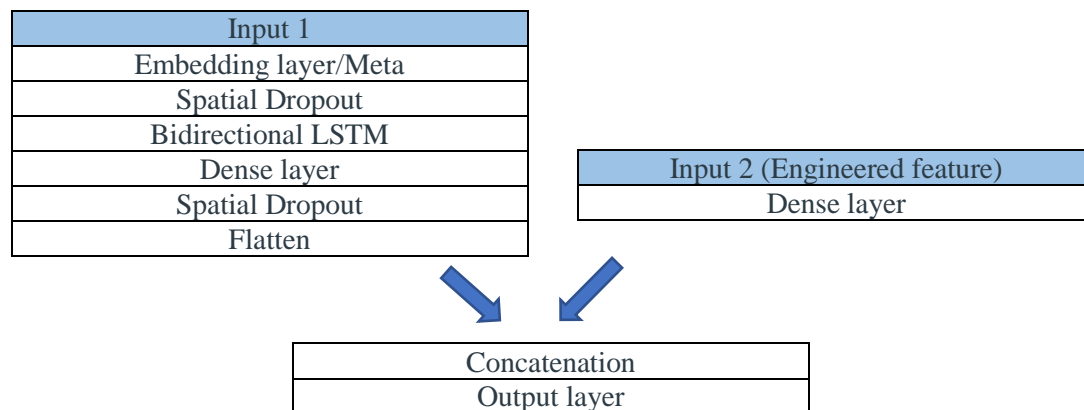 Input 1
Embedding layer/Meta
Spatial Dropout
Bidirectional LSTM
Dense layer
Spatial Dropout
Flatten
Input 2 (Engineered feature)
Dense layer
Concatenation
Output layer